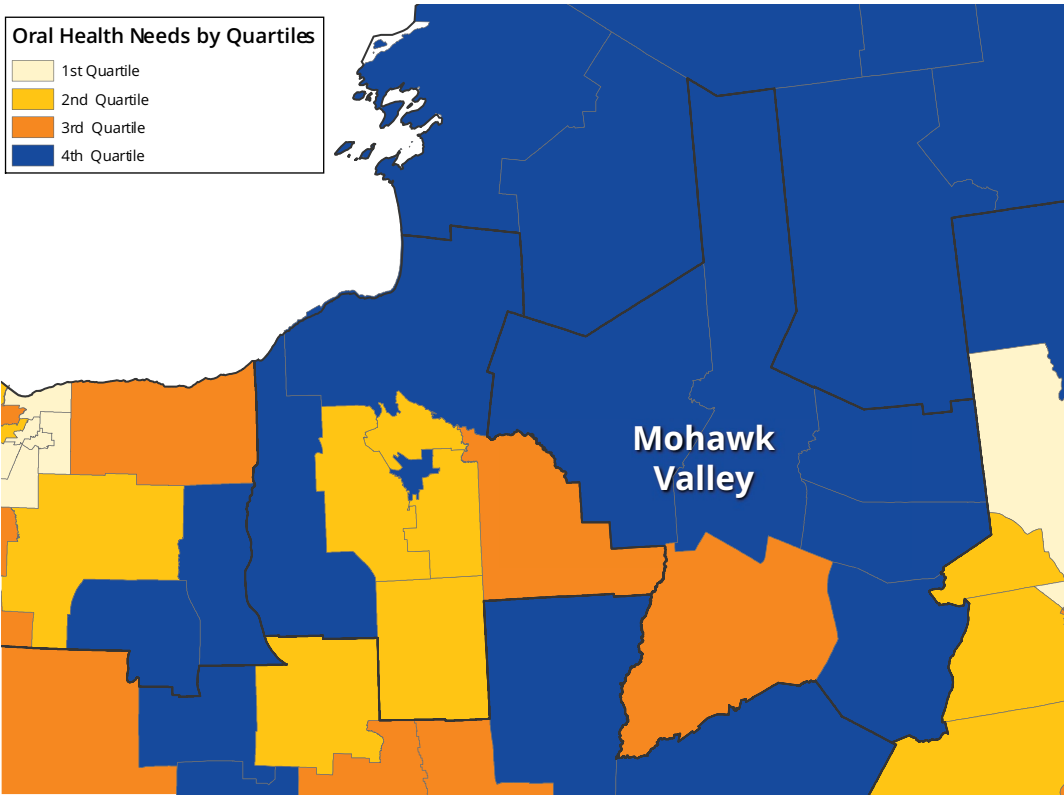 Oral Health Needs by Quartiles
1st Quartile
2nd Quartile
3rd Quartile
4th Quartile
Mohawk
Valley